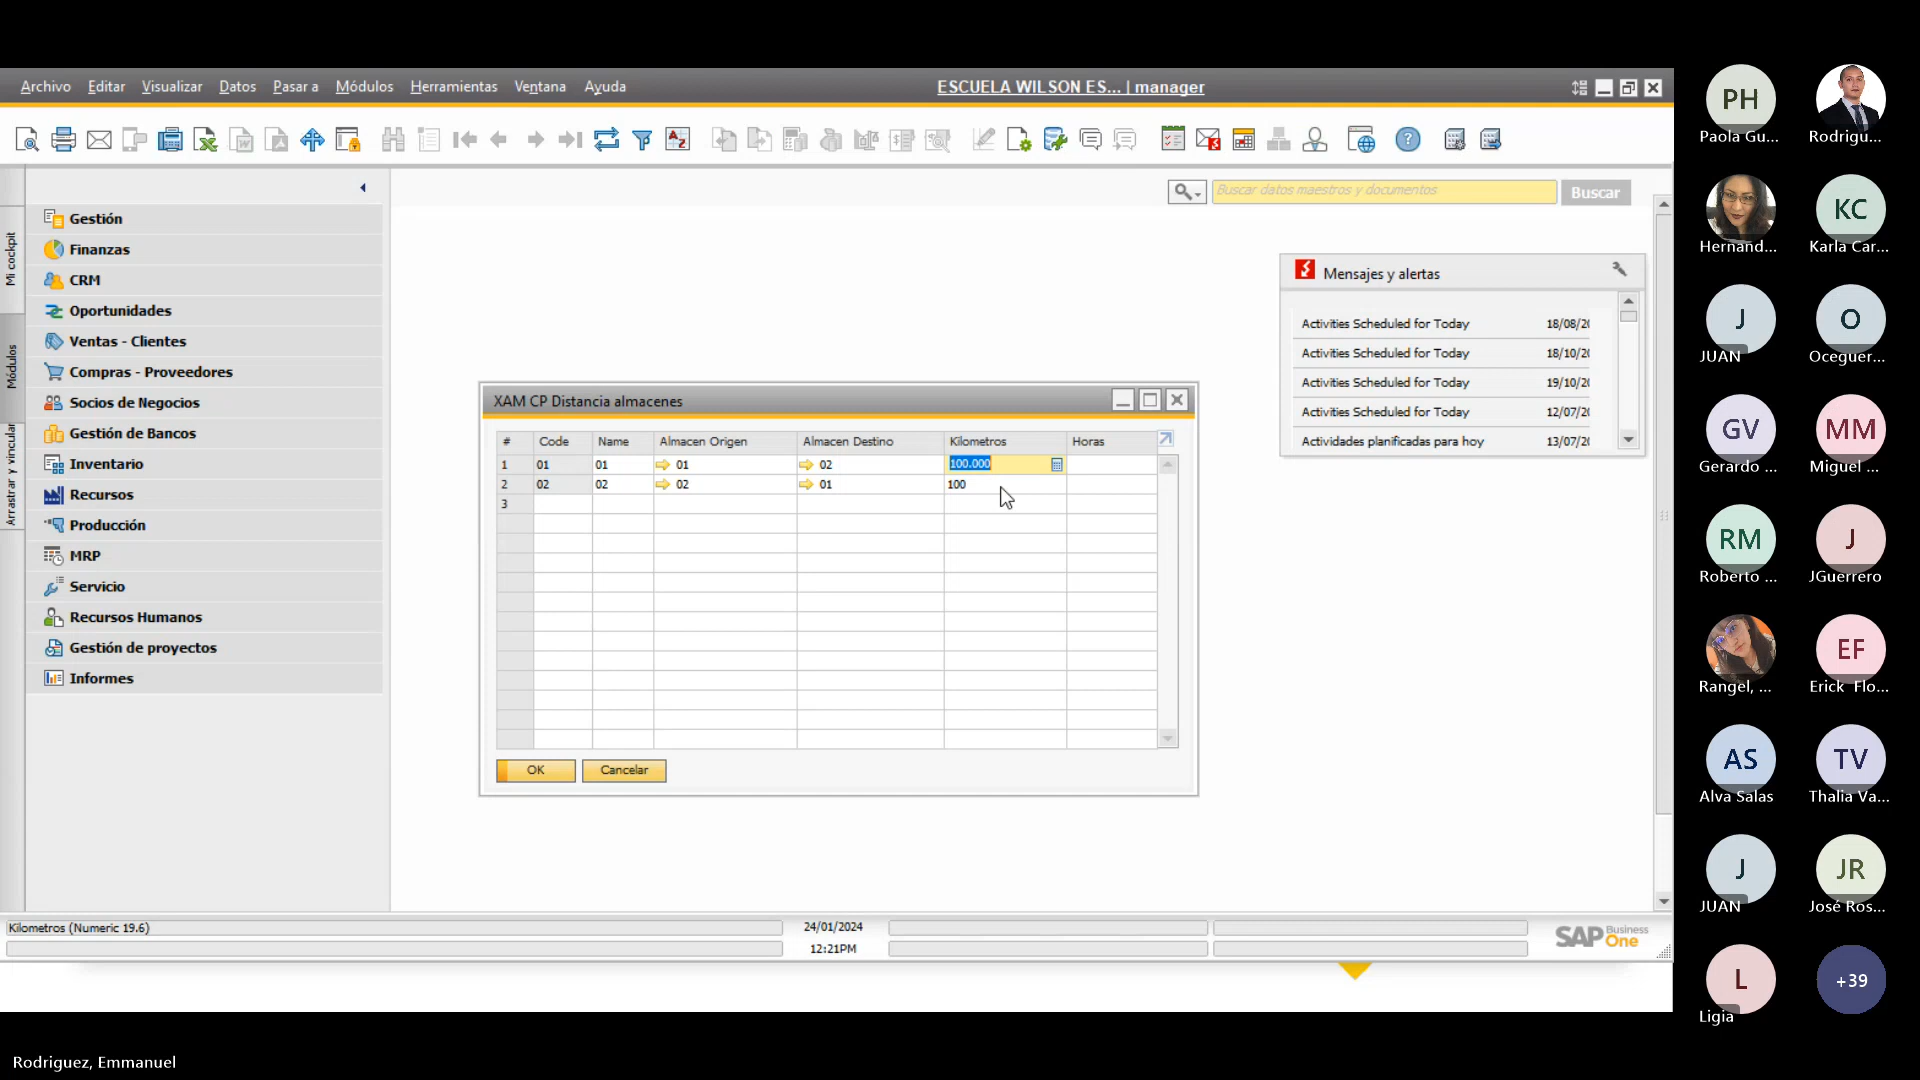 Archivo Editar Visualizar Datos Pasar a Módulos Herramientas Ventana Ayuda
ESCUELA WILSON ES... | manager
Buscar datos maestros y documentos
Buscar
Mi cockpit
Módulos
Arrastrar y vincular
Gestión
Finanzas
CRM
Oportunidades
Ventas - Clientes
Compras - Proveedores
Socios de Negocios
Gestión de Bancos
Inventario
Recursos
Producción
MRP
Servicio
Recursos Humanos
Gestión de proyectos
Informes
Mensajes y alertas
Activities Scheduled for Today 18/08/20
Activities Scheduled for Today 18/10/20
Activities Scheduled for Today 19/10/20
Activities Scheduled for Today 12/07/20
Actividades planificadas para hoy 13/07/20
XAM CP Distancia almacenes
# Code Name Almacen Origen Almacen Destino Kilometros Horas
1 01 01 01 02 100.000
2 02 02 02 01 100
3
OK Cancelar
Kilometros (Numeric 19.6)
24/01/2024
12:21PM
SAP Business One
PH
Paola Gu...
Rodrigu...
Hernand...
KC
Karla Car...
J
JUAN
O
Oceguer...
GV
Gerardo ...
MM
Miguel ...
RM
Roberto ...
J
JGuerrero
Rangel, ...
EF
Erick Flo...
AS
Alva Salas
TV
Thalia Va...
J
JUAN
JR
José Ros...
L
Ligia
+39
Rodriguez, Emmanuel